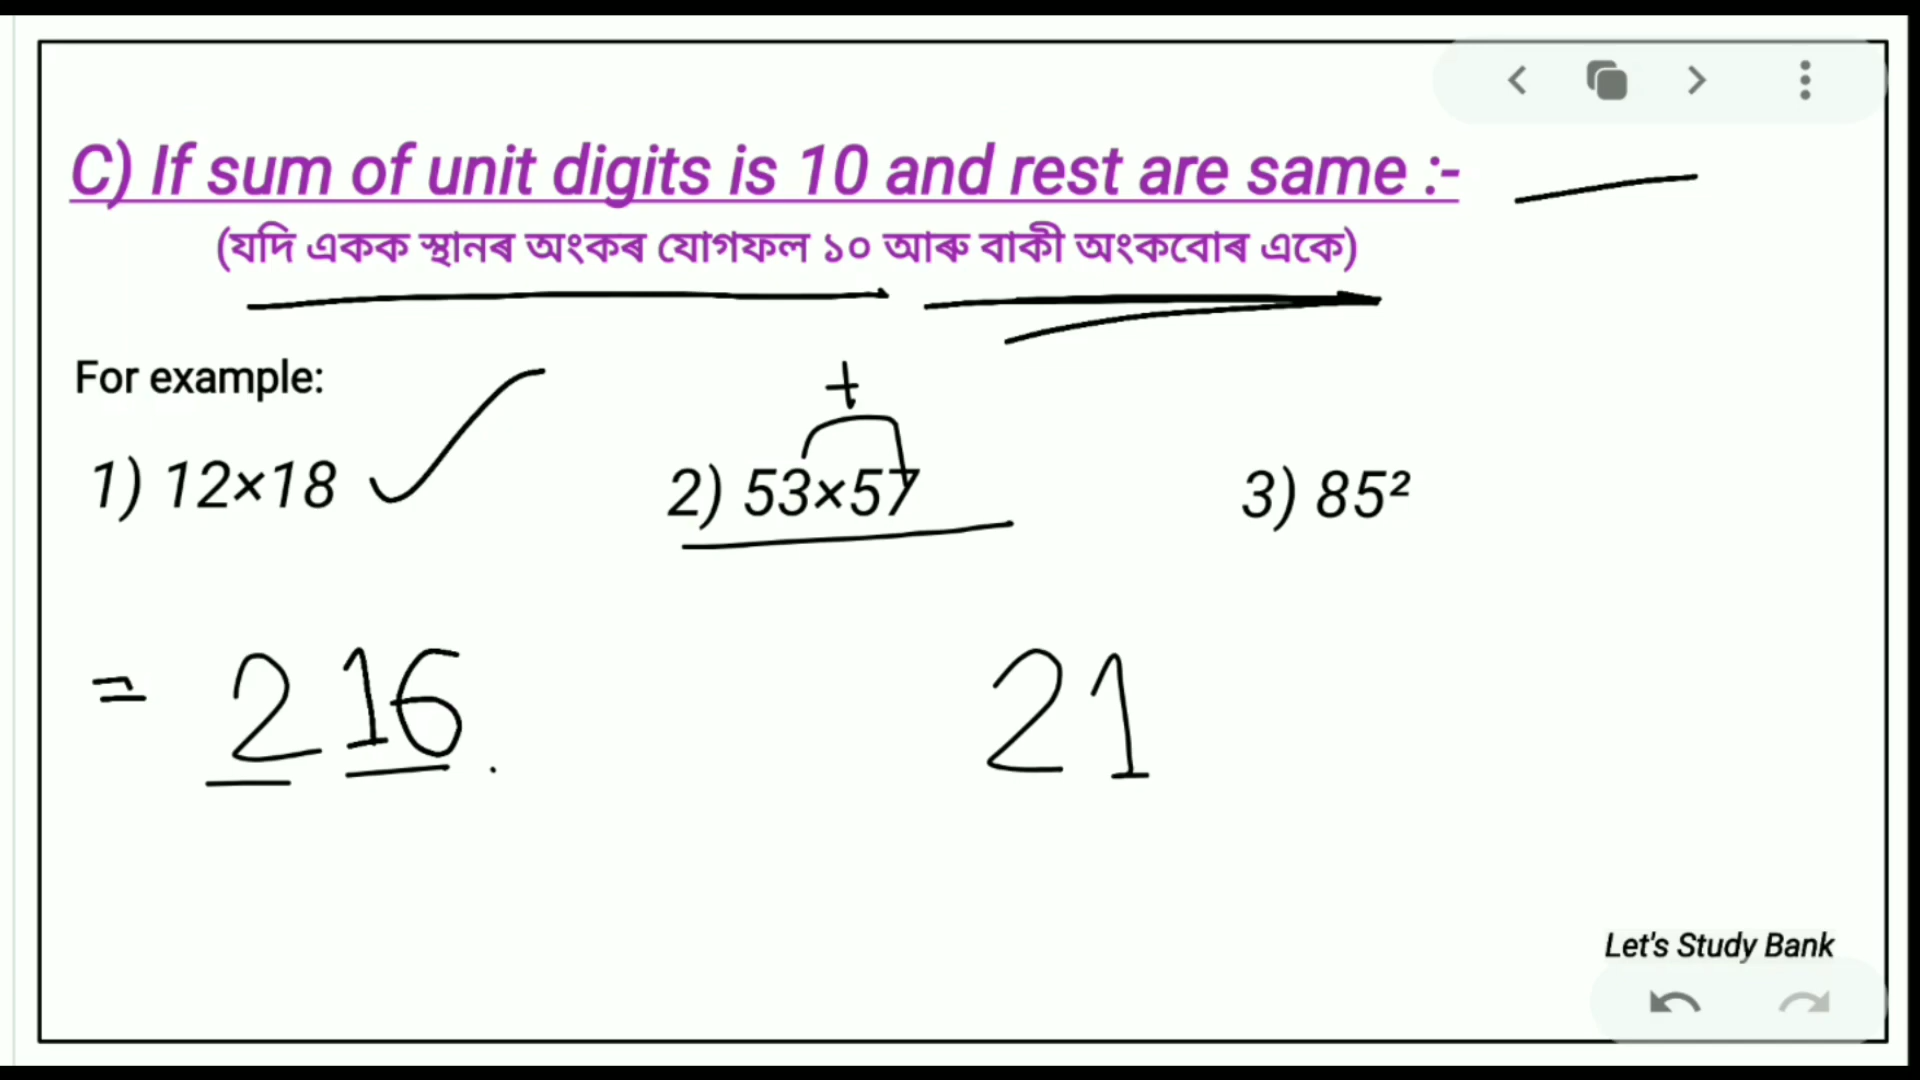 C) If sum of unit digits is 10 and rest are same :-
(যদি একক স্থানৰ অংকৰ যোগফল ১০ আৰু বাকী অংকবোৰ একে)
For example:
+
1) 12×18 2) 53×57 3) 85²
= 216. 21
Let's Study Bank